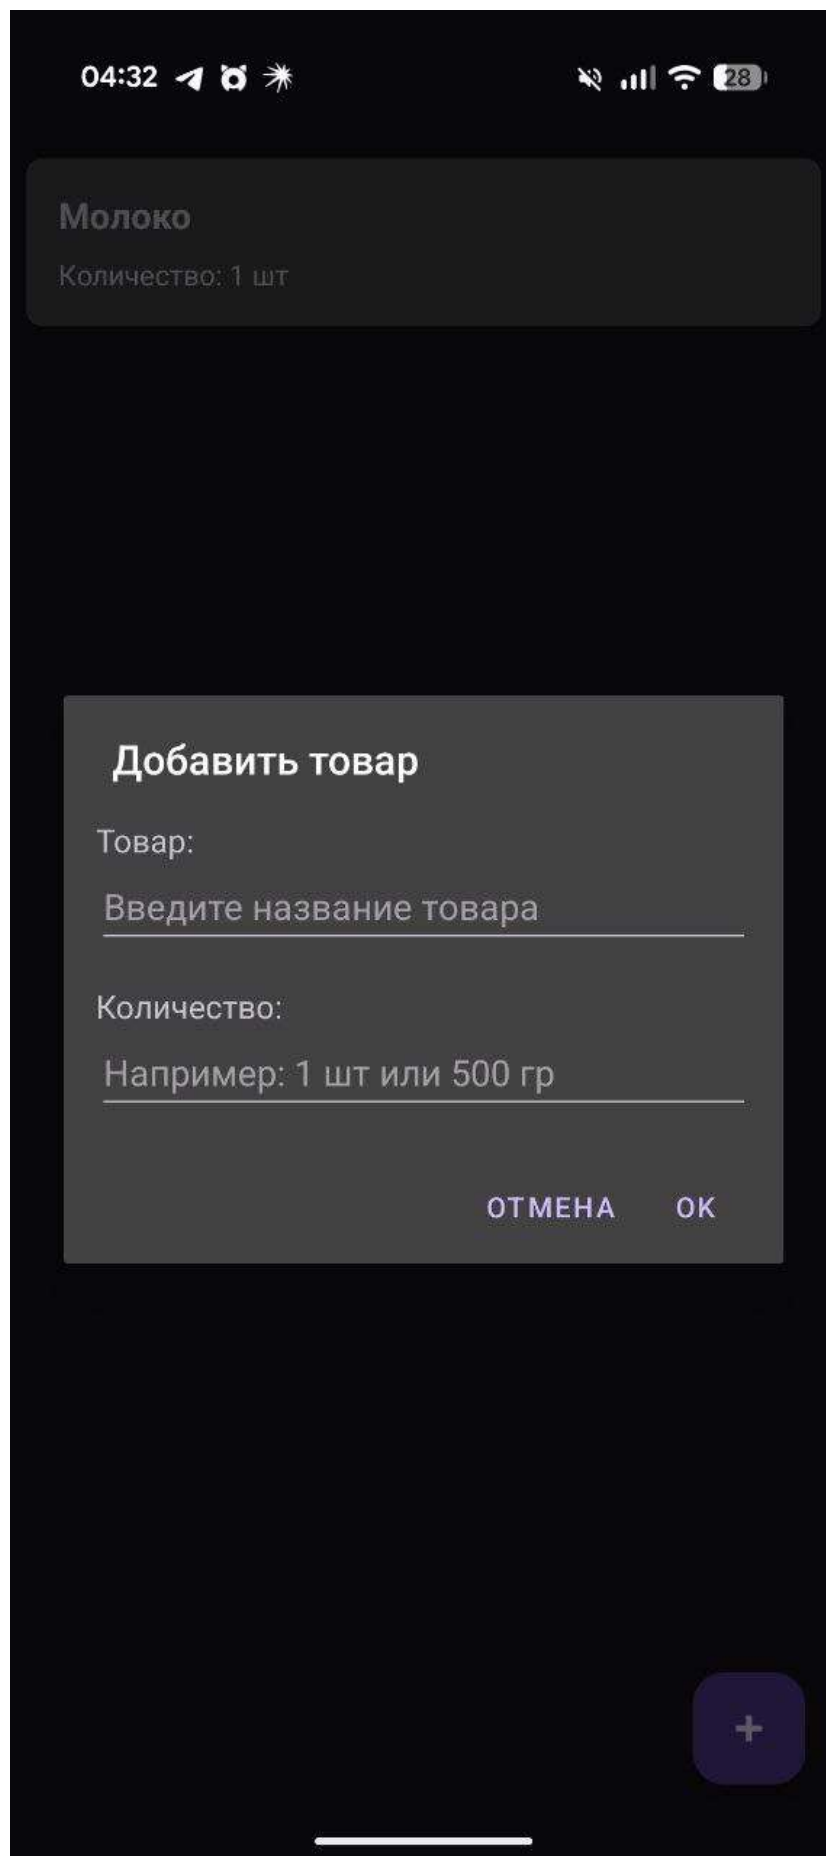 04:32
28
Молоко
Количество: 1 шт
Добавить товар
Товар:
Введите название товара
Количество:
Например: 1 шт или 500 гр
ОТМЕНА OK
+